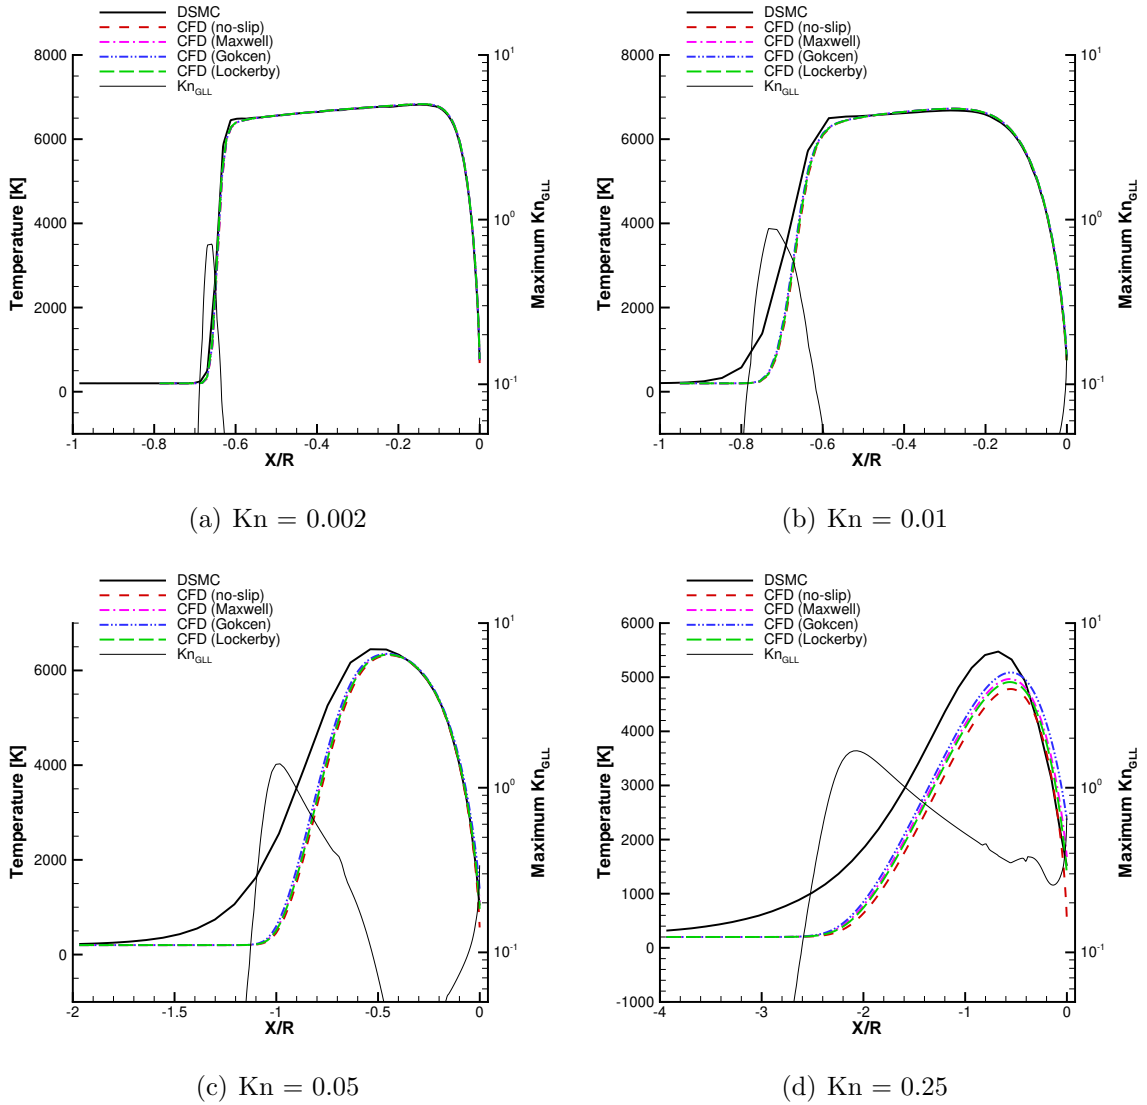 DSMC
CFD (no-slip)
CFD (Maxwell)
CFD (Gokcen)
CFD (Lockerby)
Kn_GLL
8000
6000
4000
2000
0
Temperature [K]
10^1
10^0
10^-1
Maximum Kn_GLL
-1 -0.8 -0.6 -0.4 -0.2 0
X/R
(a) Kn = 0.002
DSMC
CFD (no-slip)
CFD (Maxwell)
CFD (Gokcen)
CFD (Lockerby)
Kn_GLL
8000
6000
4000
2000
0
Temperature [K]
10^1
10^0
10^-1
Maximum Kn_GLL
-1 -0.8 -0.6 -0.4 -0.2 0
X/R
(b) Kn = 0.01
DSMC
CFD (no-slip)
CFD (Maxwell)
CFD (Gokcen)
CFD (Lockerby)
Kn_GLL
6000
4000
2000
0
Temperature [K]
10^1
10^0
10^-1
Maximum Kn_GLL
-2 -1.5 -1 -0.5 0
X/R
(c) Kn = 0.05
DSMC
CFD (no-slip)
CFD (Maxwell)
CFD (Gokcen)
CFD (Lockerby)
Kn_GLL
6000
5000
4000
3000
2000
1000
0
-1000
Temperature [K]
10^1
10^0
10^-1
Maximum Kn_GLL
-4 -3 -2 -1 0
X/R
(d) Kn = 0.25